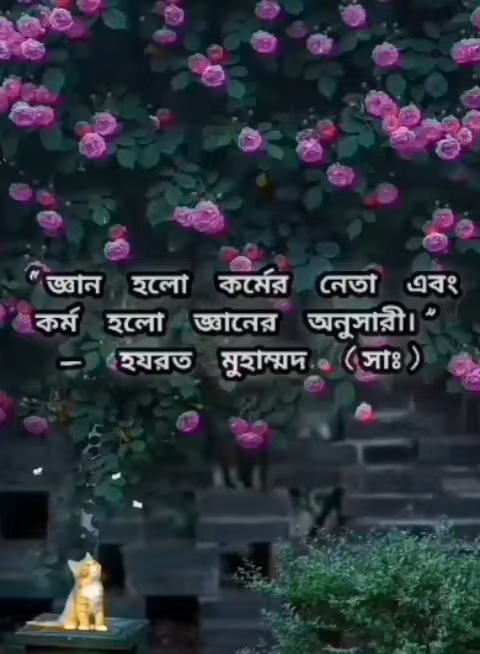 "জ্ঞান হলো কর্মের নেতা এবং
কর্ম হলো জ্ঞানের অনুসারী।"
— হযরত মুহাম্মদ (সাঃ)